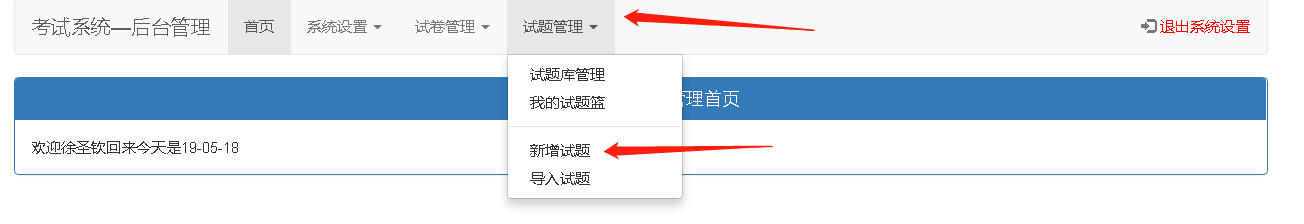 考试系统—后台管理 首页 系统设置 试卷管理 试题管理 退出系统设置
试题库管理
我的试题篮
新增试题
导入试题
管理首页
欢迎徐圣钦回来今天是19-05-18